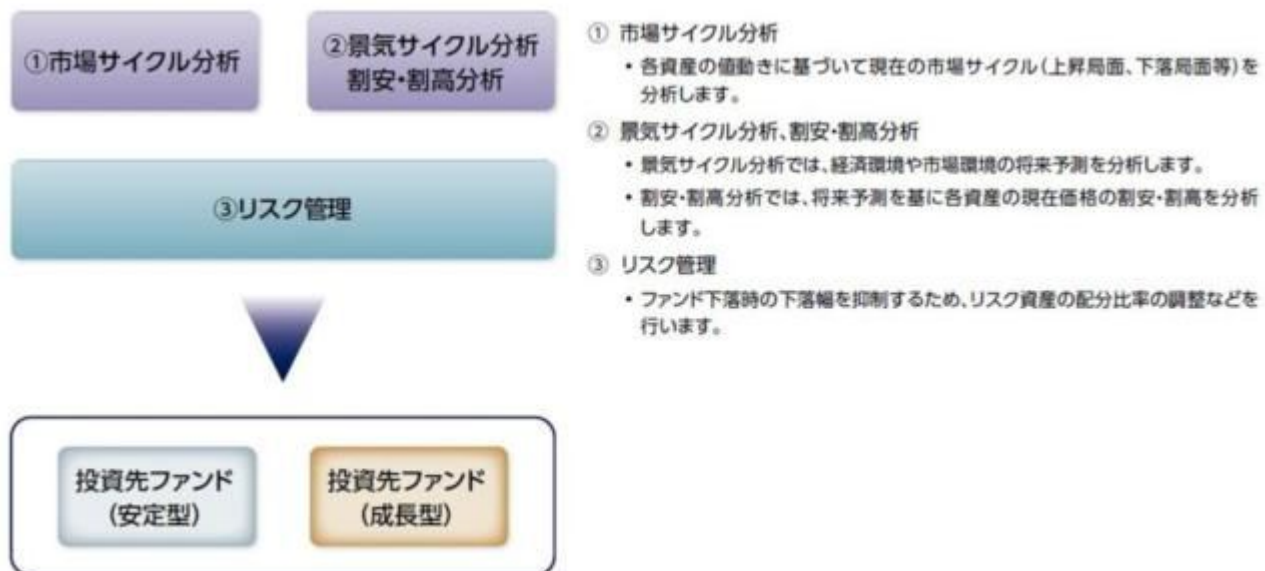 ①市場サイクル分析
②景気サイクル分析
割安・割高分析
③リスク管理
投資先ファンド
(安定型)
投資先ファンド
(成長型)
① 市場サイクル分析
• 各資産の値動きに基づいて現在の市場サイクル(上昇局面、下落局面等)を
分析します。
② 景気サイクル分析、割安・割高分析
• 景気サイクル分析では、経済環境や市場環境の将来予測を分析します。
• 割安・割高分析では、将来予測を基に各資産の現在価格の割安・割高を分析
します。
③ リスク管理
• ファンド下落時の下落幅を抑制するため、リスク資産の配分比率の調整などを
行います。